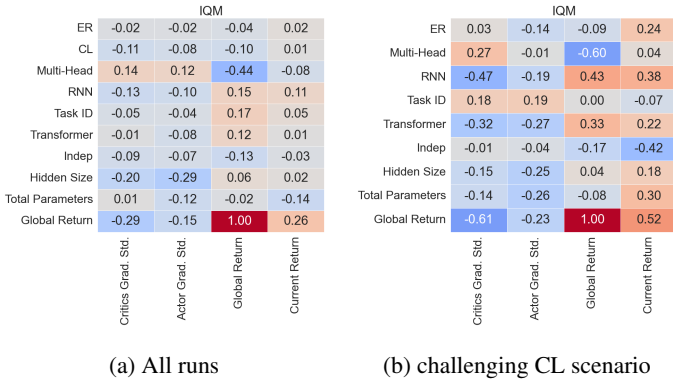 IQM
ER -0.02 -0.02 -0.04 0.02
CL -0.11 -0.08 -0.10 0.01
Multi-Head 0.14 0.12 -0.44 -0.08
RNN -0.13 -0.10 0.15 0.11
Task ID -0.05 -0.04 0.17 0.05
Transformer -0.01 -0.08 0.12 0.01
Indep -0.09 -0.07 -0.13 -0.03
Hidden Size -0.20 -0.29 0.06 0.02
Total Parameters 0.01 -0.12 -0.02 -0.14
Global Return -0.29 -0.15 1.00 0.26
Critics Grad. Std.
Actor Grad. Std.
Global Return
Current Return
(a) All runs
IQM
ER 0.03 -0.14 -0.09 0.24
Multi-Head 0.27 -0.01 -0.60 0.04
RNN -0.47 -0.19 0.43 0.38
Task ID 0.18 0.19 0.00 -0.07
Transformer -0.32 -0.27 0.33 0.22
Indep -0.01 -0.04 -0.17 -0.42
Hidden Size -0.15 -0.25 0.04 0.18
Total Parameters -0.14 -0.26 -0.08 0.30
Global Return -0.61 -0.23 1.00 0.52
Critics Grad. Std.
Actor Grad. Std.
Global Return
Current Return
(b) challenging CL scenario